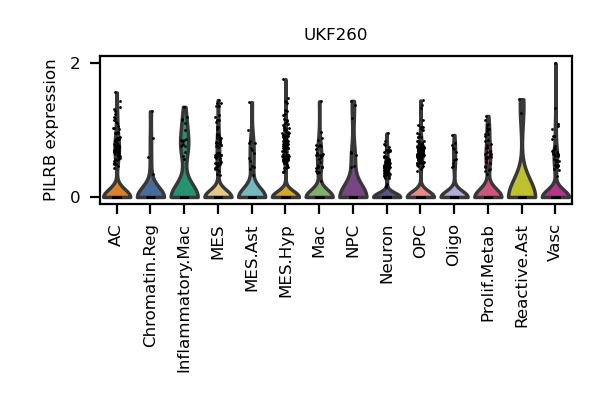 UKF260
PILRB expression
2
0
AC
Chromatin.Reg
Inflammatory.Mac
MES
MES.Ast
MES.Hyp
Mac
NPC
Neuron
OPC
Oligo
Prolif.Metab
Reactive.Ast
Vasc